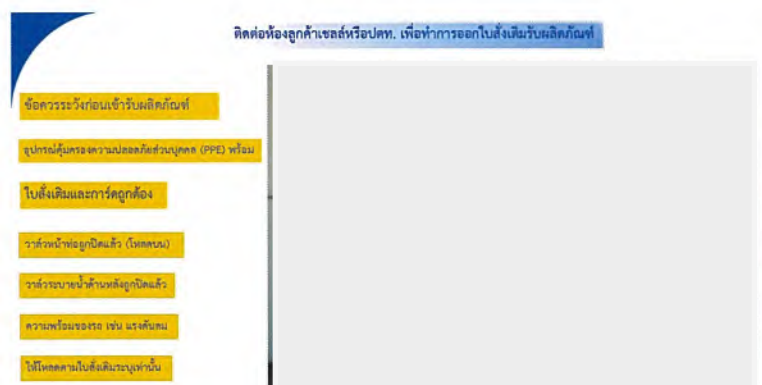 ติดต่อห้องลูกค้าเชลล์หรือปตท. เพื่อทำการออกใบสั่งเติมรับผลิตภัณฑ์
ข้อควรระวังก่อนเข้ารับผลิตภัณฑ์
อุปกรณ์คุ้มครองความปลอดภัยส่วนบุคคล (PPE) พร้อม
ใบสั่งเติมและการ์ดถูกต้อง
วาล์วหน้าท่อถูกปิดแล้ว (โหลดบน)
วาล์วระบายน้ำด้านหลังถูกปิดแล้ว
ความพร้อมของรถ เช่น แรงดันลม
ให้โหลดตามใบสั่งเติมระบุเท่านั้น